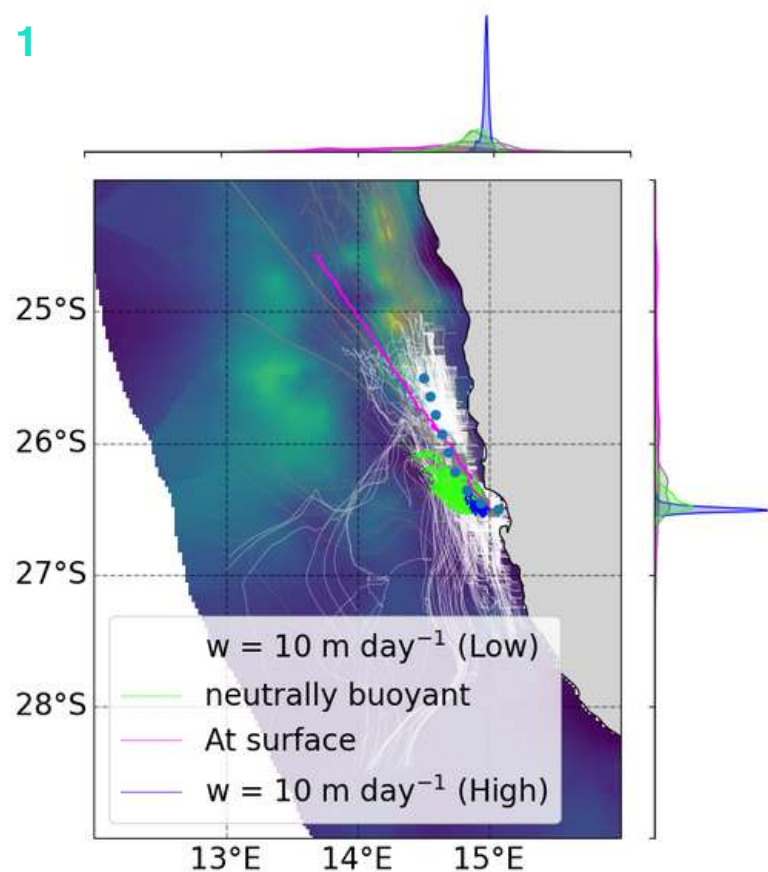 1
25°S
26°S
27°S
28°S
w = 10 m day⁻¹ (Low)
neutrally buoyant
At surface
w = 10 m day⁻¹ (High)
13°E 14°E 15°E